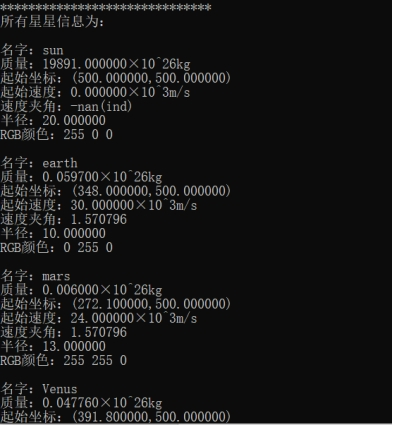 ******************************
所有星星信息为:
名字: sun
质量: 19891.000000×10^26kg
起始坐标: (500.000000,500.000000)
起始速度: 0.000000×10^3m/s
速度夹角: -nan(ind)
半径: 20.000000
RGB颜色: 255 0 0
名字: earth
质量: 0.059700×10^26kg
起始坐标: (348.000000,500.000000)
起始速度: 30.000000×10^3m/s
速度夹角: 1.570796
半径: 10.000000
RGB颜色: 0 255 0
名字: mars
质量: 0.006000×10^26kg
起始坐标: (272.100000,500.000000)
起始速度: 24.000000×10^3m/s
速度夹角: 1.570796
半径: 13.000000
RGB颜色: 255 255 0
名字: Venus
质量: 0.047760×10^26kg
起始坐标: (391.800000,500.000000)